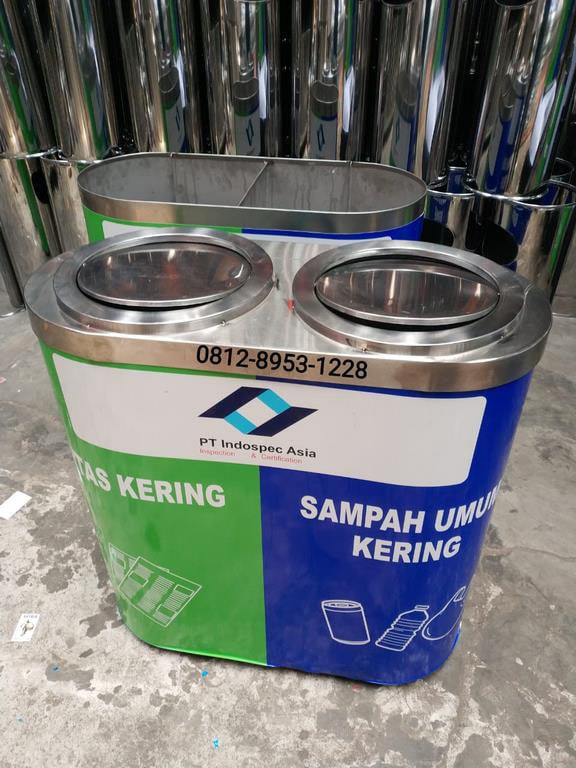 0812-8953-1228
PT Indospec Asia
Inspection & Certification
TAS KERING
SAMPAH UMUM
KERING